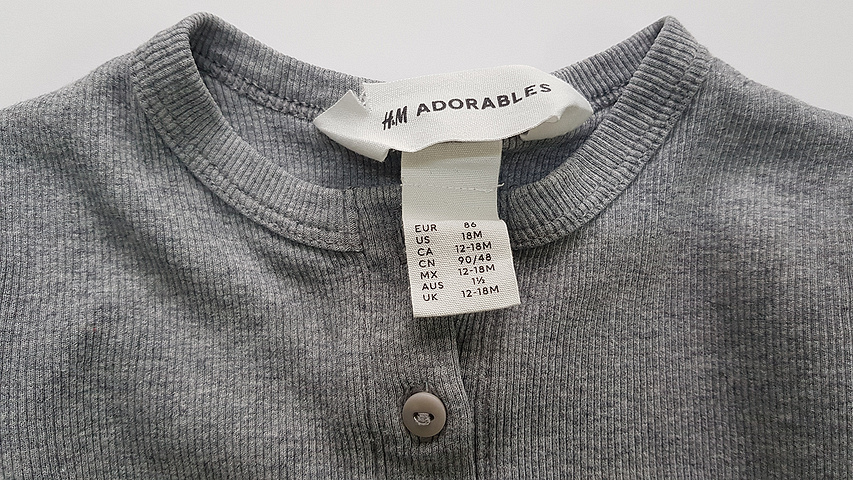 H&M ADORABLES
EUR 86
US 18M
CA 12-18M
CN 90/48
MX 12-18M
AUS 1½
UK 12-18M